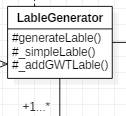 LableGenerator
#generateLable()
#_simpleLable()
#_addGWTLable()
+1...*